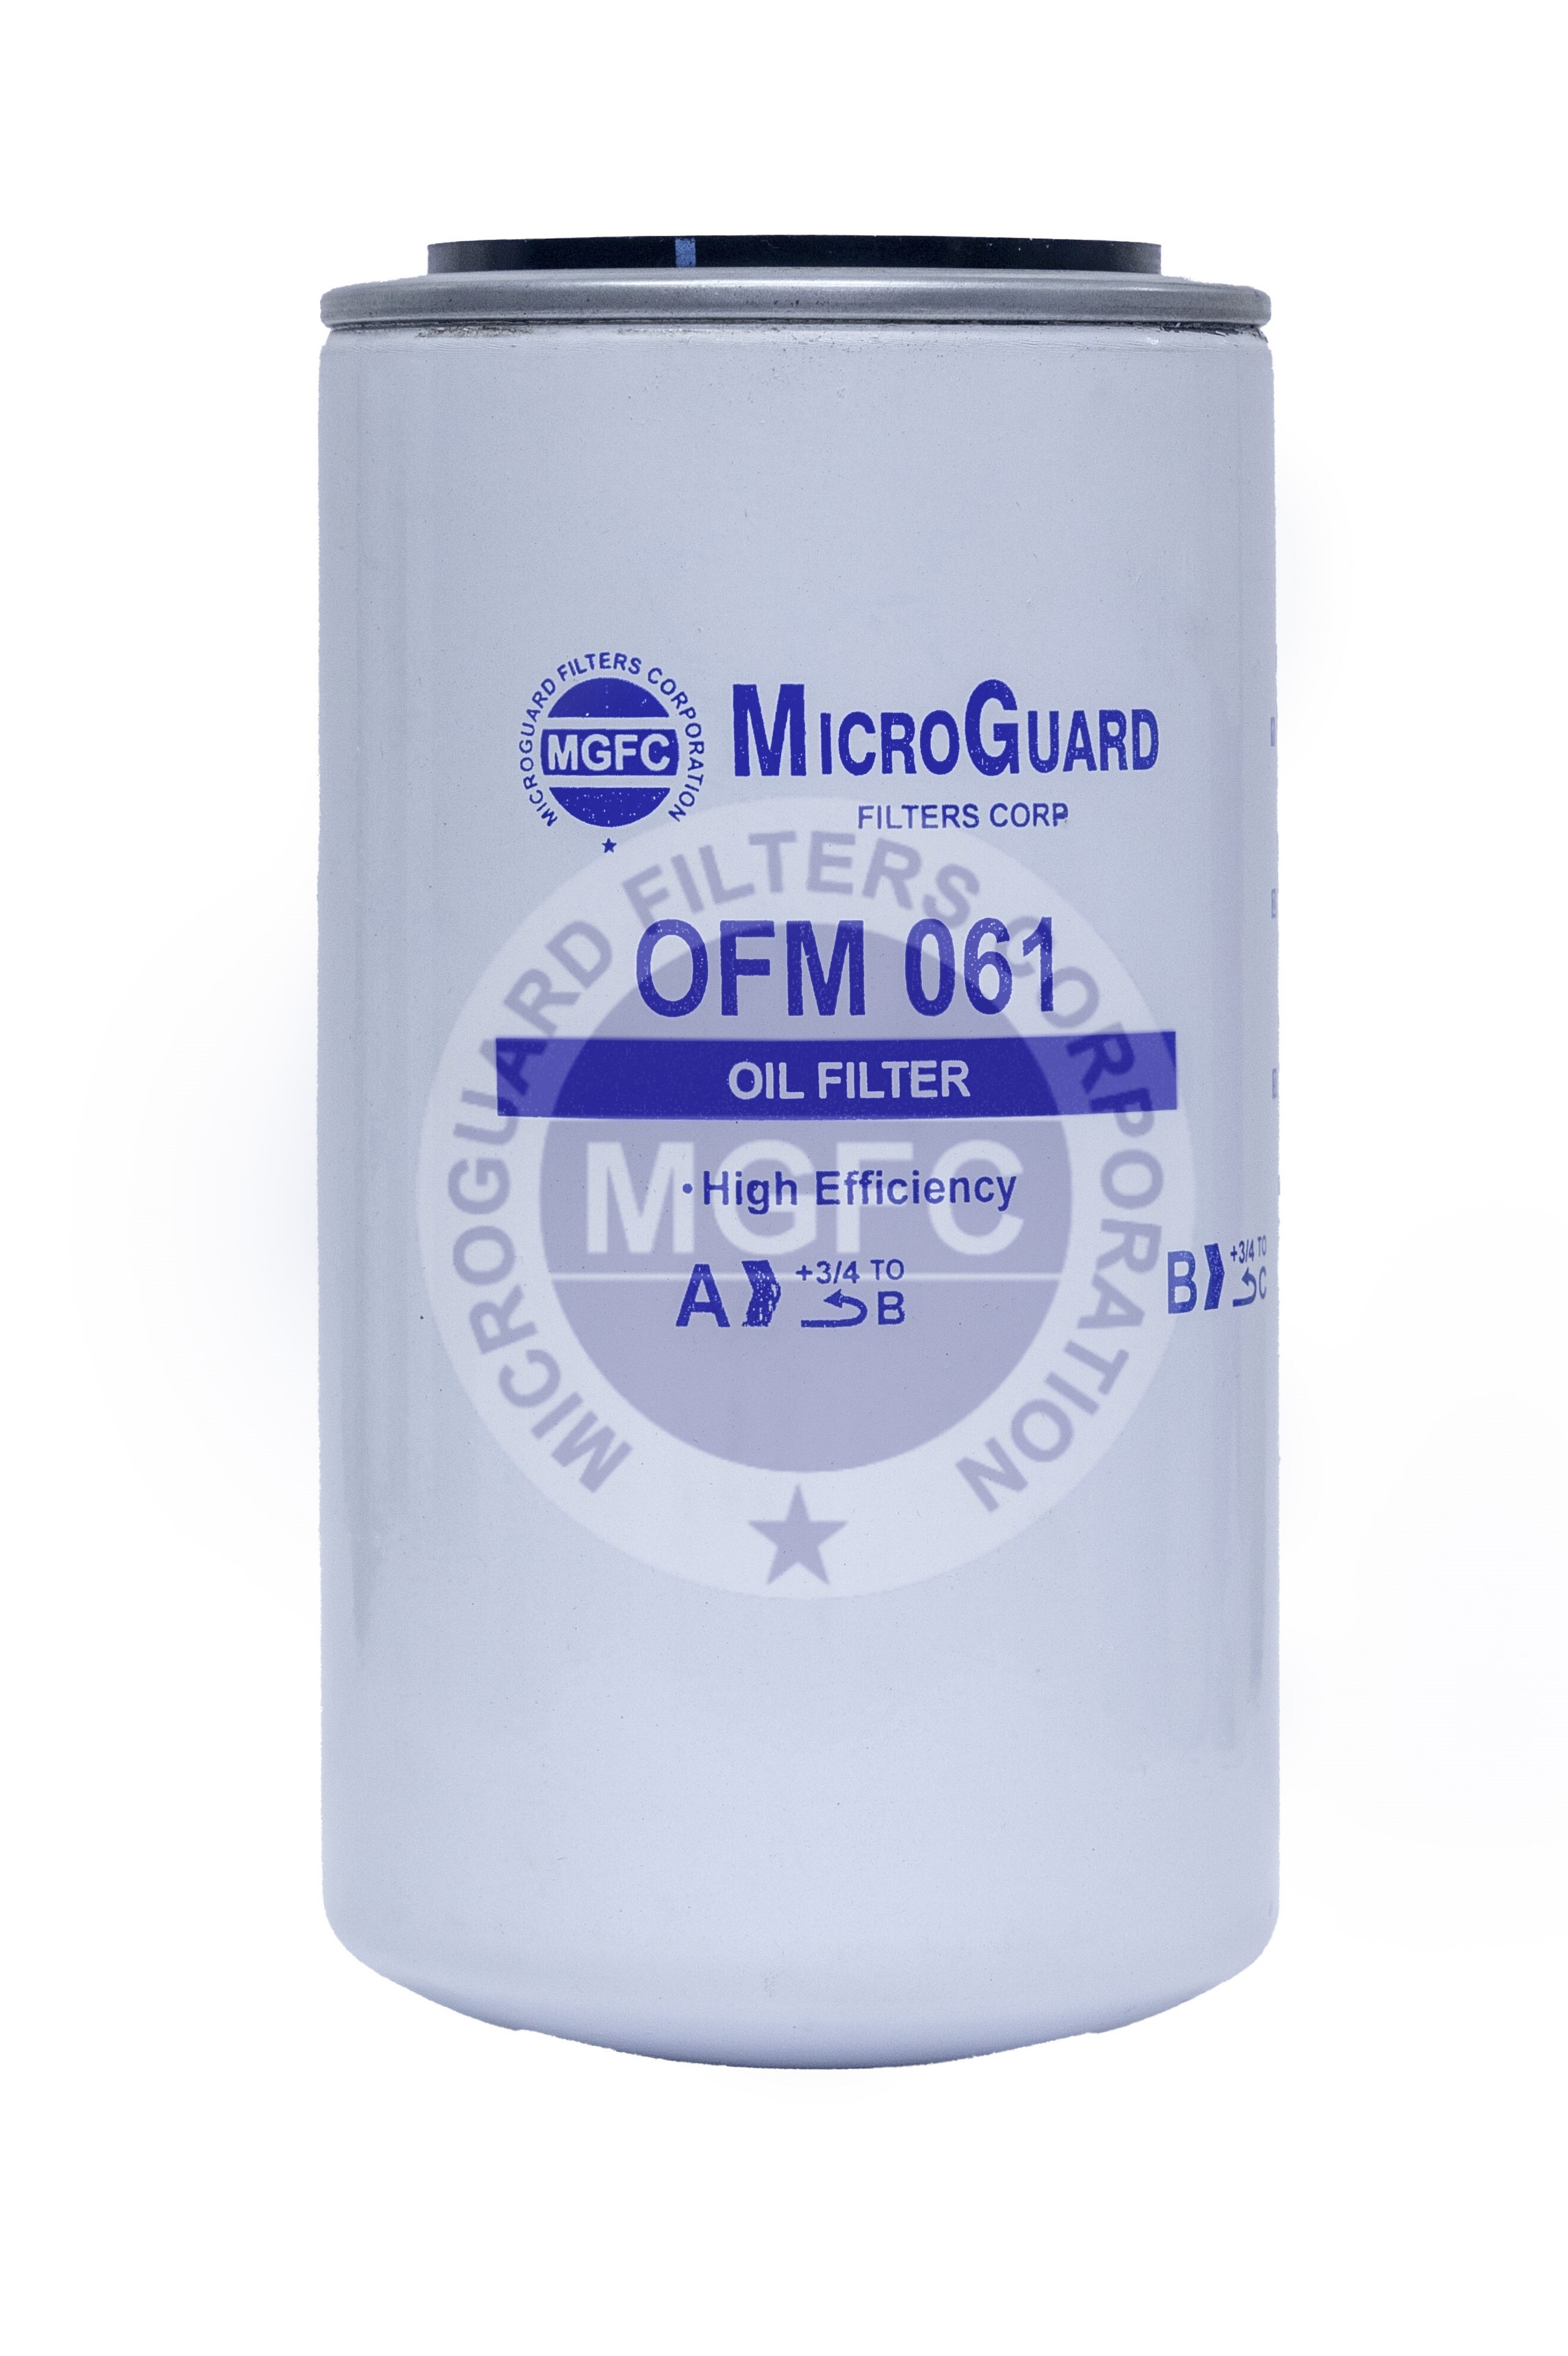 MICROGUARD FILTERS CORPORATION
MGFC
MICROGUARD
FILTERS CORP
OFM 061
OIL FILTER
•High Efficiency
A +3/4 TO B
B +3/4 TO C
MICROGUARD FILTERS CORPORATION
MGFC